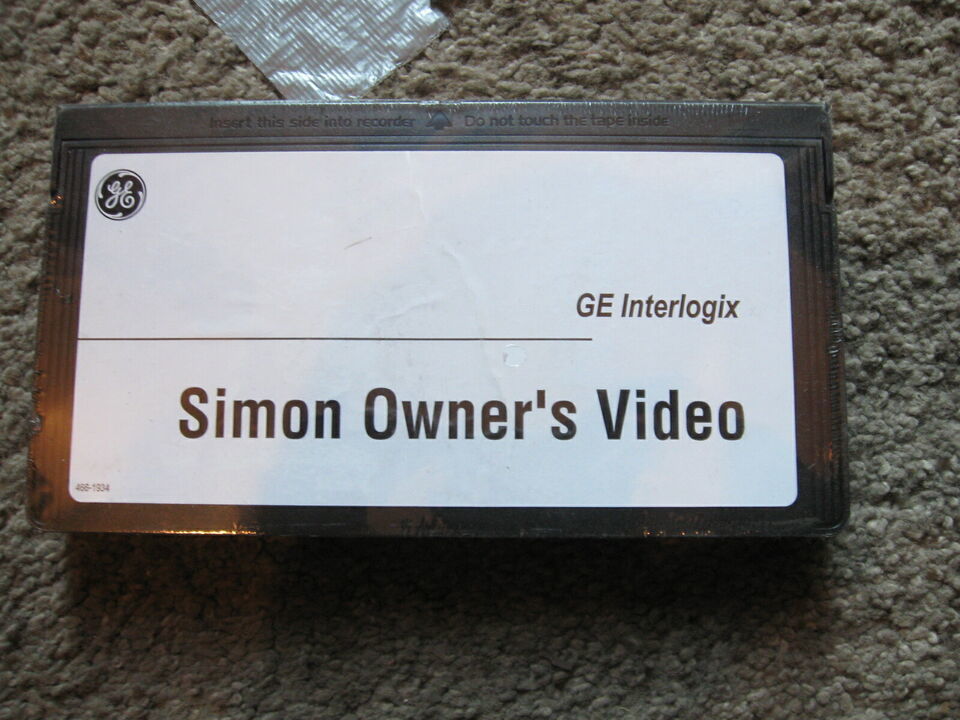 Insert this side into recorder Do not touch the tape inside
GE
GE Interlogix
Simon Owner's Video
466-1934